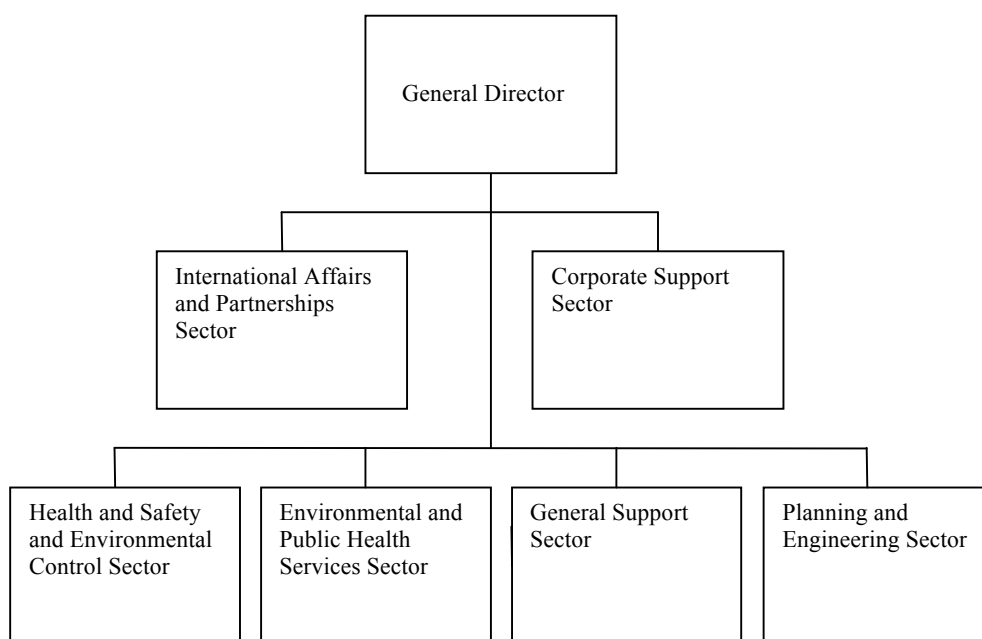 General Director
International Affairs
and Partnerships
Sector
Corporate Support
Sector
Health and Safety
and Environmental
Control Sector
Environmental and
Public Health
Services Sector
General Support
Sector
Planning and
Engineering Sector